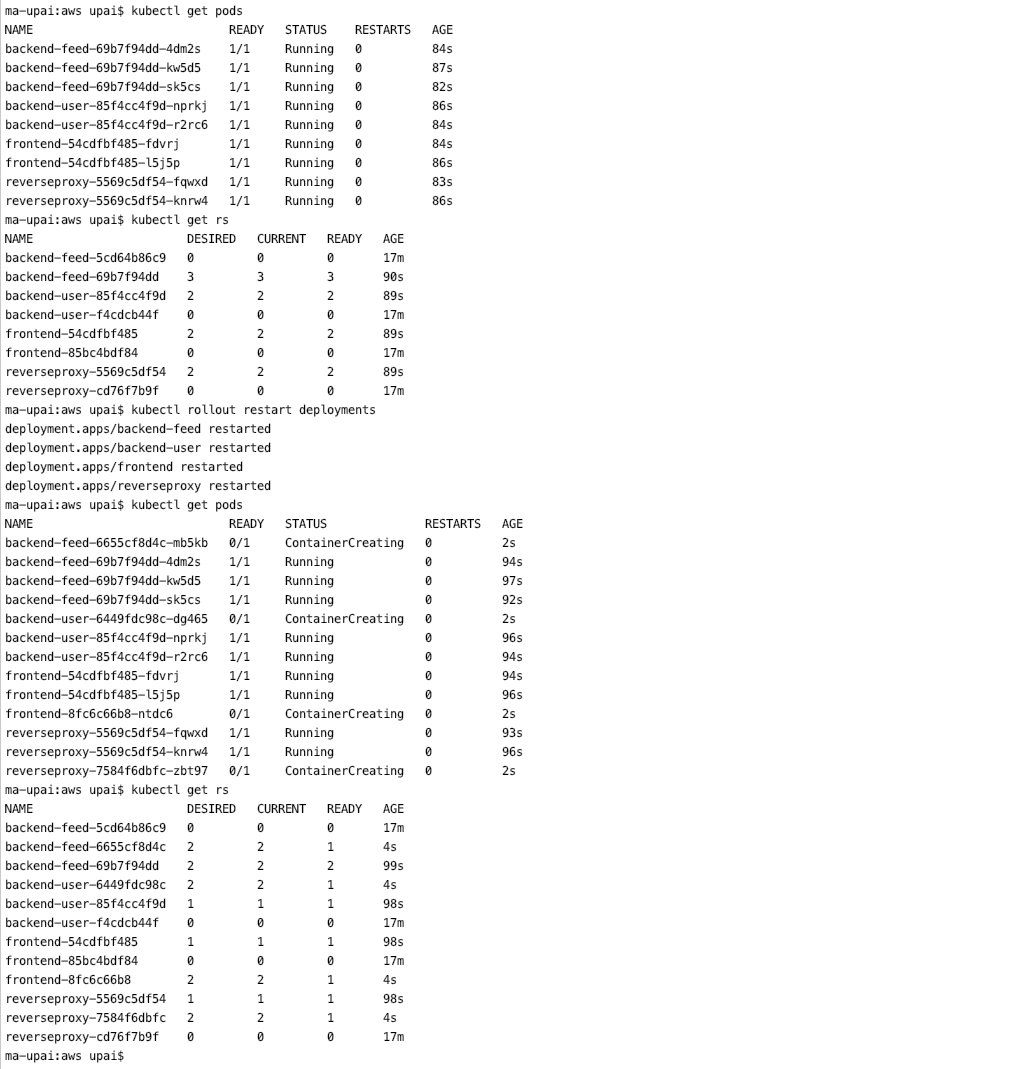 ma-upai:aws upai$ kubectl get pods
NAME                            READY   STATUS    RESTARTS   AGE
backend-feed-69b7f94dd-4dm2s    1/1     Running   0          84s
backend-feed-69b7f94dd-kw5d5    1/1     Running   0          87s
backend-feed-69b7f94dd-sk5cs    1/1     Running   0          82s
backend-user-85f4cc4f9d-nprkj   1/1     Running   0          86s
backend-user-85f4cc4f9d-r2rc6   1/1     Running   0          84s
frontend-54cdfbf485-fdvrj       1/1     Running   0          84s
frontend-54cdfbf485-l5j5p       1/1     Running   0          86s
reverseproxy-5569c5df54-fqwxd   1/1     Running   0          83s
reverseproxy-5569c5df54-knrw4   1/1     Running   0          86s
ma-upai:aws upai$ kubectl get rs
NAME                      DESIRED   CURRENT   READY   AGE
backend-feed-5cd64b86c9   0         0         0       17m
backend-feed-69b7f94dd    3         3         3       90s
backend-user-85f4cc4f9d   2         2         2       89s
backend-user-f4cdcb44f    0         0         0       17m
frontend-54cdfbf485       2         2         2       89s
frontend-85bc4bdf84       0         0         0       17m
reverseproxy-5569c5df54   2         2         2       89s
reverseproxy-cd76f7b9f    0         0         0       17m
ma-upai:aws upai$ kubectl rollout restart deployments
deployment.apps/backend-feed restarted
deployment.apps/backend-user restarted
deployment.apps/frontend restarted
deployment.apps/reverseproxy restarted
ma-upai:aws upai$ kubectl get pods
NAME                            READY   STATUS              RESTARTS   AGE
backend-feed-6655cf8d4c-mb5kb   0/1     ContainerCreating   0          2s
backend-feed-69b7f94dd-4dm2s    1/1     Running             0          94s
backend-feed-69b7f94dd-kw5d5    1/1     Running             0          97s
backend-feed-69b7f94dd-sk5cs    1/1     Running             0          92s
backend-user-6449fdc98c-dg465   0/1     ContainerCreating   0          2s
backend-user-85f4cc4f9d-nprkj   1/1     Running             0          96s
backend-user-85f4cc4f9d-r2rc6   1/1     Running             0          94s
frontend-54cdfbf485-fdvrj       1/1     Running             0          94s
frontend-54cdfbf485-l5j5p       1/1     Running             0          96s
frontend-8fc6c66b8-ntdc6        0/1     ContainerCreating   0          2s
reverseproxy-5569c5df54-fqwxd   1/1     Running             0          93s
reverseproxy-5569c5df54-knrw4   1/1     Running             0          96s
reverseproxy-7584f6dbfc-zbt97   0/1     ContainerCreating   0          2s
ma-upai:aws upai$ kubectl get rs
NAME                      DESIRED   CURRENT   READY   AGE
backend-feed-5cd64b86c9   0         0         0       17m
backend-feed-6655cf8d4c   2         2         1       4s
backend-feed-69b7f94dd    2         2         2       99s
backend-user-6449fdc98c   2         2         1       4s
backend-user-85f4cc4f9d   1         1         1       98s
backend-user-f4cdcb44f    0         0         0       17m
frontend-54cdfbf485       1         1         1       98s
frontend-85bc4bdf84       0         0         0       17m
frontend-8fc6c66b8        2         2         1       4s
reverseproxy-5569c5df54   1         1         1       98s
reverseproxy-7584f6dbfc   2         2         1       4s
reverseproxy-cd76f7b9f    0         0         0       17m
ma-upai:aws upai$